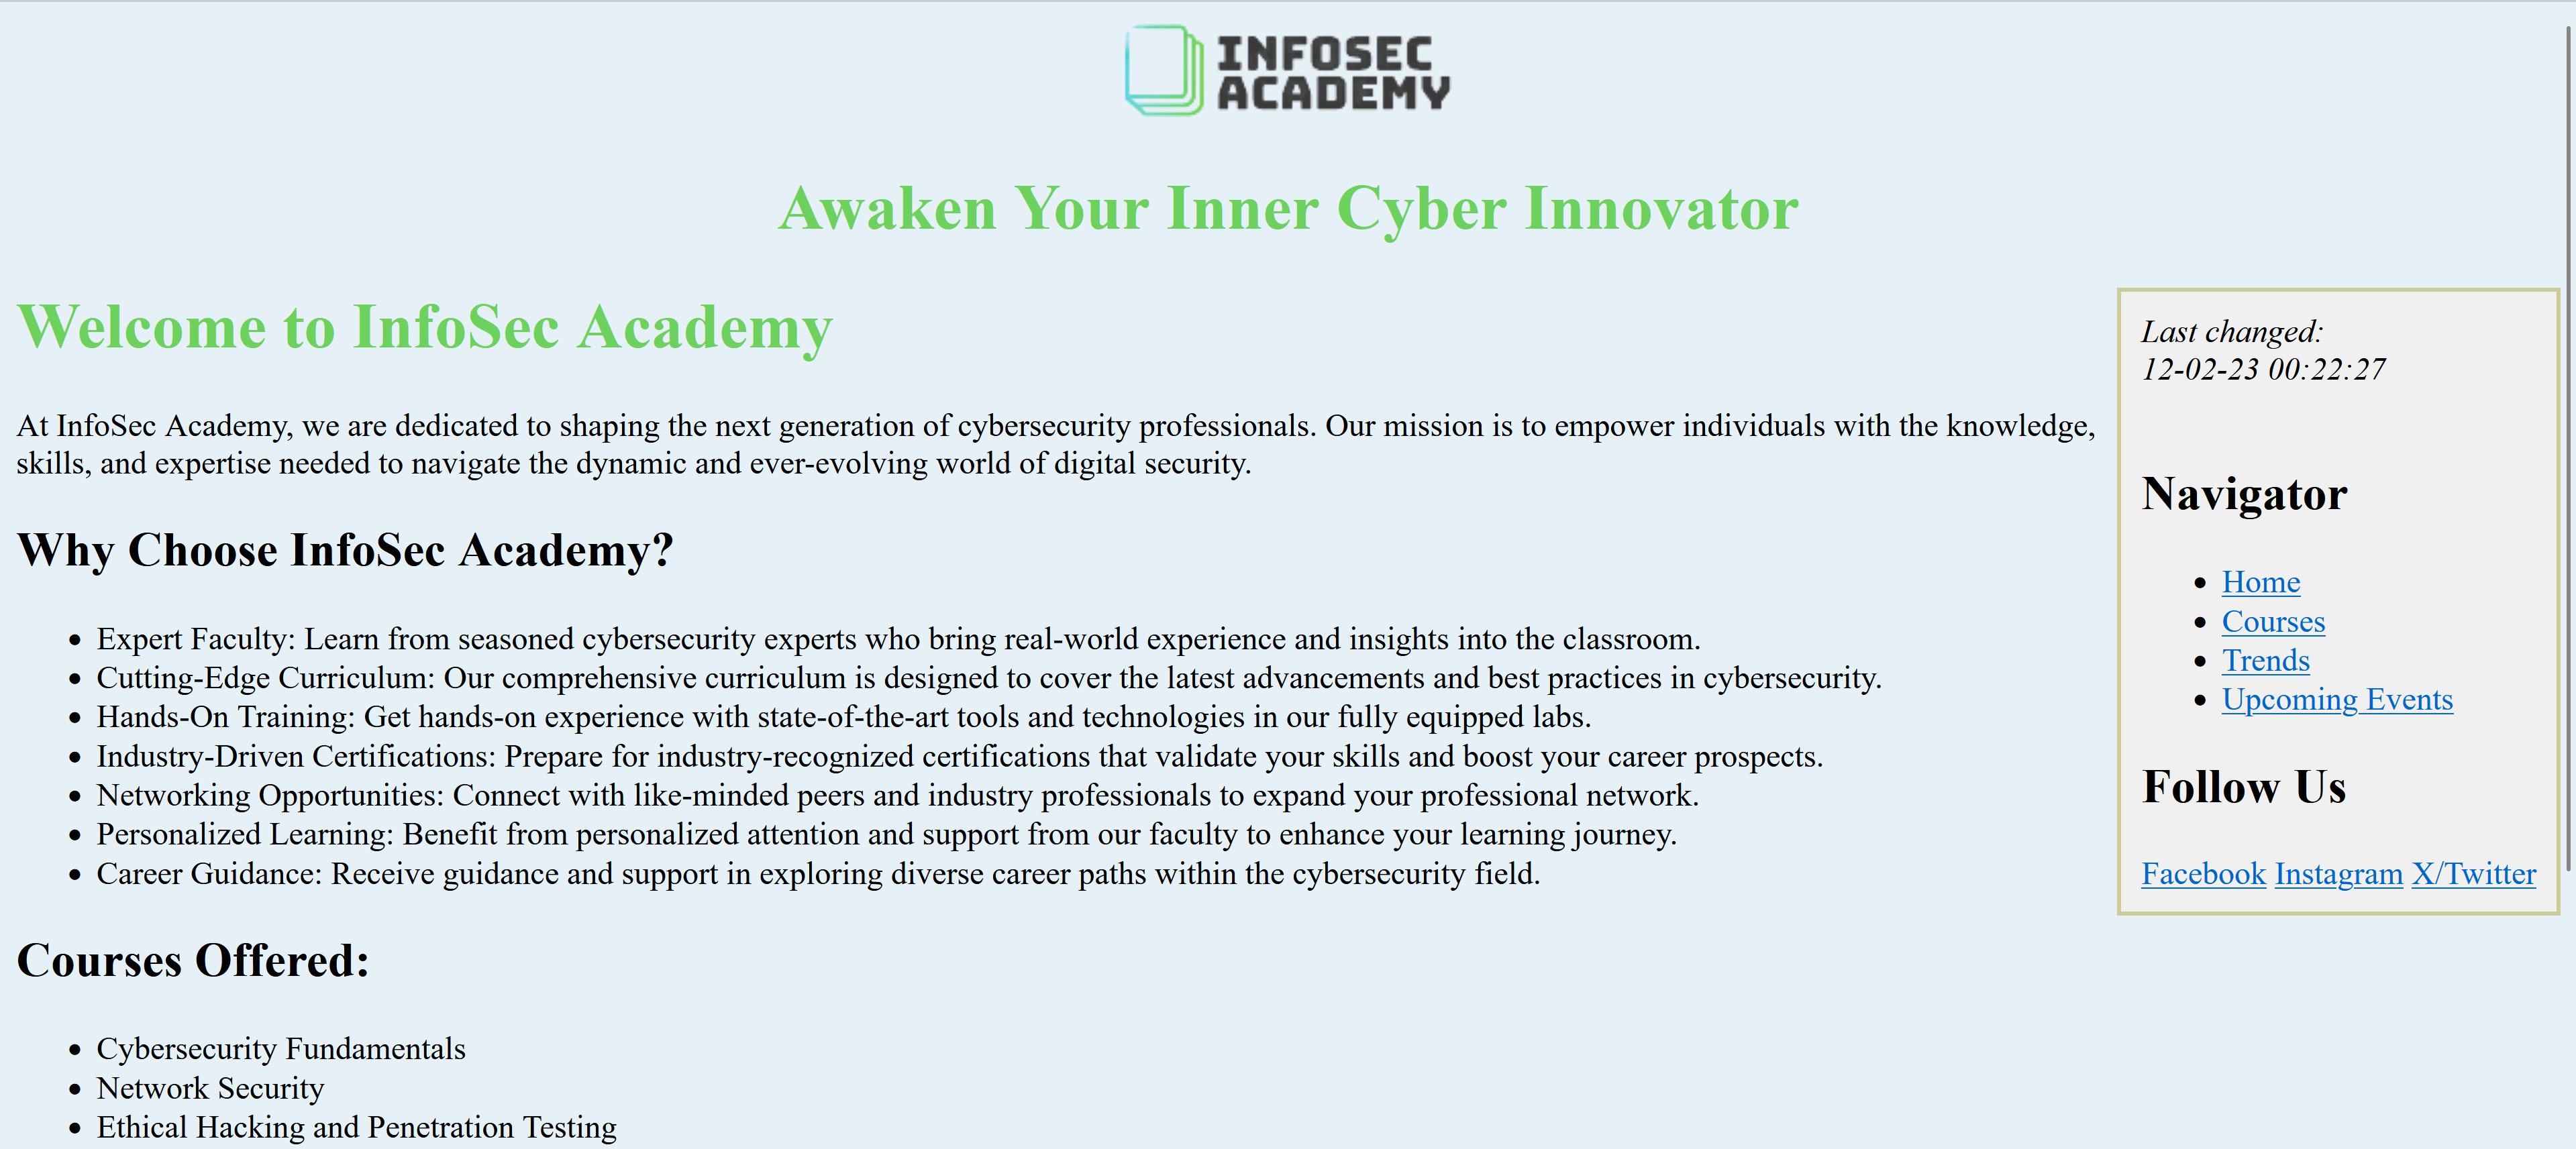 INFOSEC
ACADEMY
Awaken Your Inner Cyber Innovator
Welcome to InfoSec Academy
At InfoSec Academy, we are dedicated to shaping the next generation of cybersecurity professionals. Our mission is to empower individuals with the knowledge,
skills, and expertise needed to navigate the dynamic and ever-evolving world of digital security.
Why Choose InfoSec Academy?
• Expert Faculty: Learn from seasoned cybersecurity experts who bring real-world experience and insights into the classroom.
• Cutting-Edge Curriculum: Our comprehensive curriculum is designed to cover the latest advancements and best practices in cybersecurity.
• Hands-On Training: Get hands-on experience with state-of-the-art tools and technologies in our fully equipped labs.
• Industry-Driven Certifications: Prepare for industry-recognized certifications that validate your skills and boost your career prospects.
• Networking Opportunities: Connect with like-minded peers and industry professionals to expand your professional network.
• Personalized Learning: Benefit from personalized attention and support from our faculty to enhance your learning journey.
• Career Guidance: Receive guidance and support in exploring diverse career paths within the cybersecurity field.
Courses Offered:
• Cybersecurity Fundamentals
• Network Security
• Ethical Hacking and Penetration Testing
Last changed:
12-02-23 00:22:27
Navigator
• Home
• Courses
• Trends
• Upcoming Events
Follow Us
Facebook Instagram X/Twitter